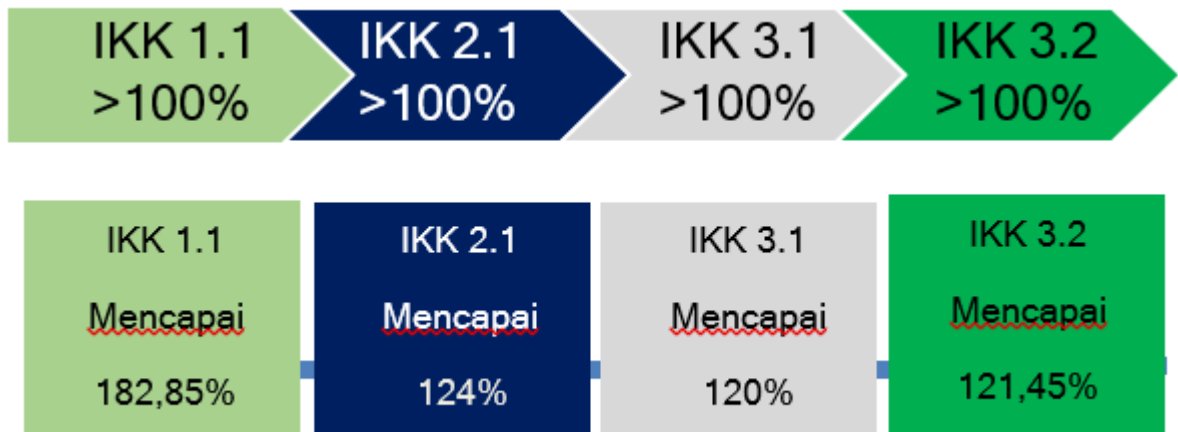 IKK 1.1
>100%
IKK 2.1
>100%
IKK 3.1
>100%
IKK 3.2
>100%
IKK 1.1
Mencapai
182,85%
IKK 2.1
Mencapai
124%
IKK 3.1
Mencapai
120%
IKK 3.2
Mencapai
121,45%